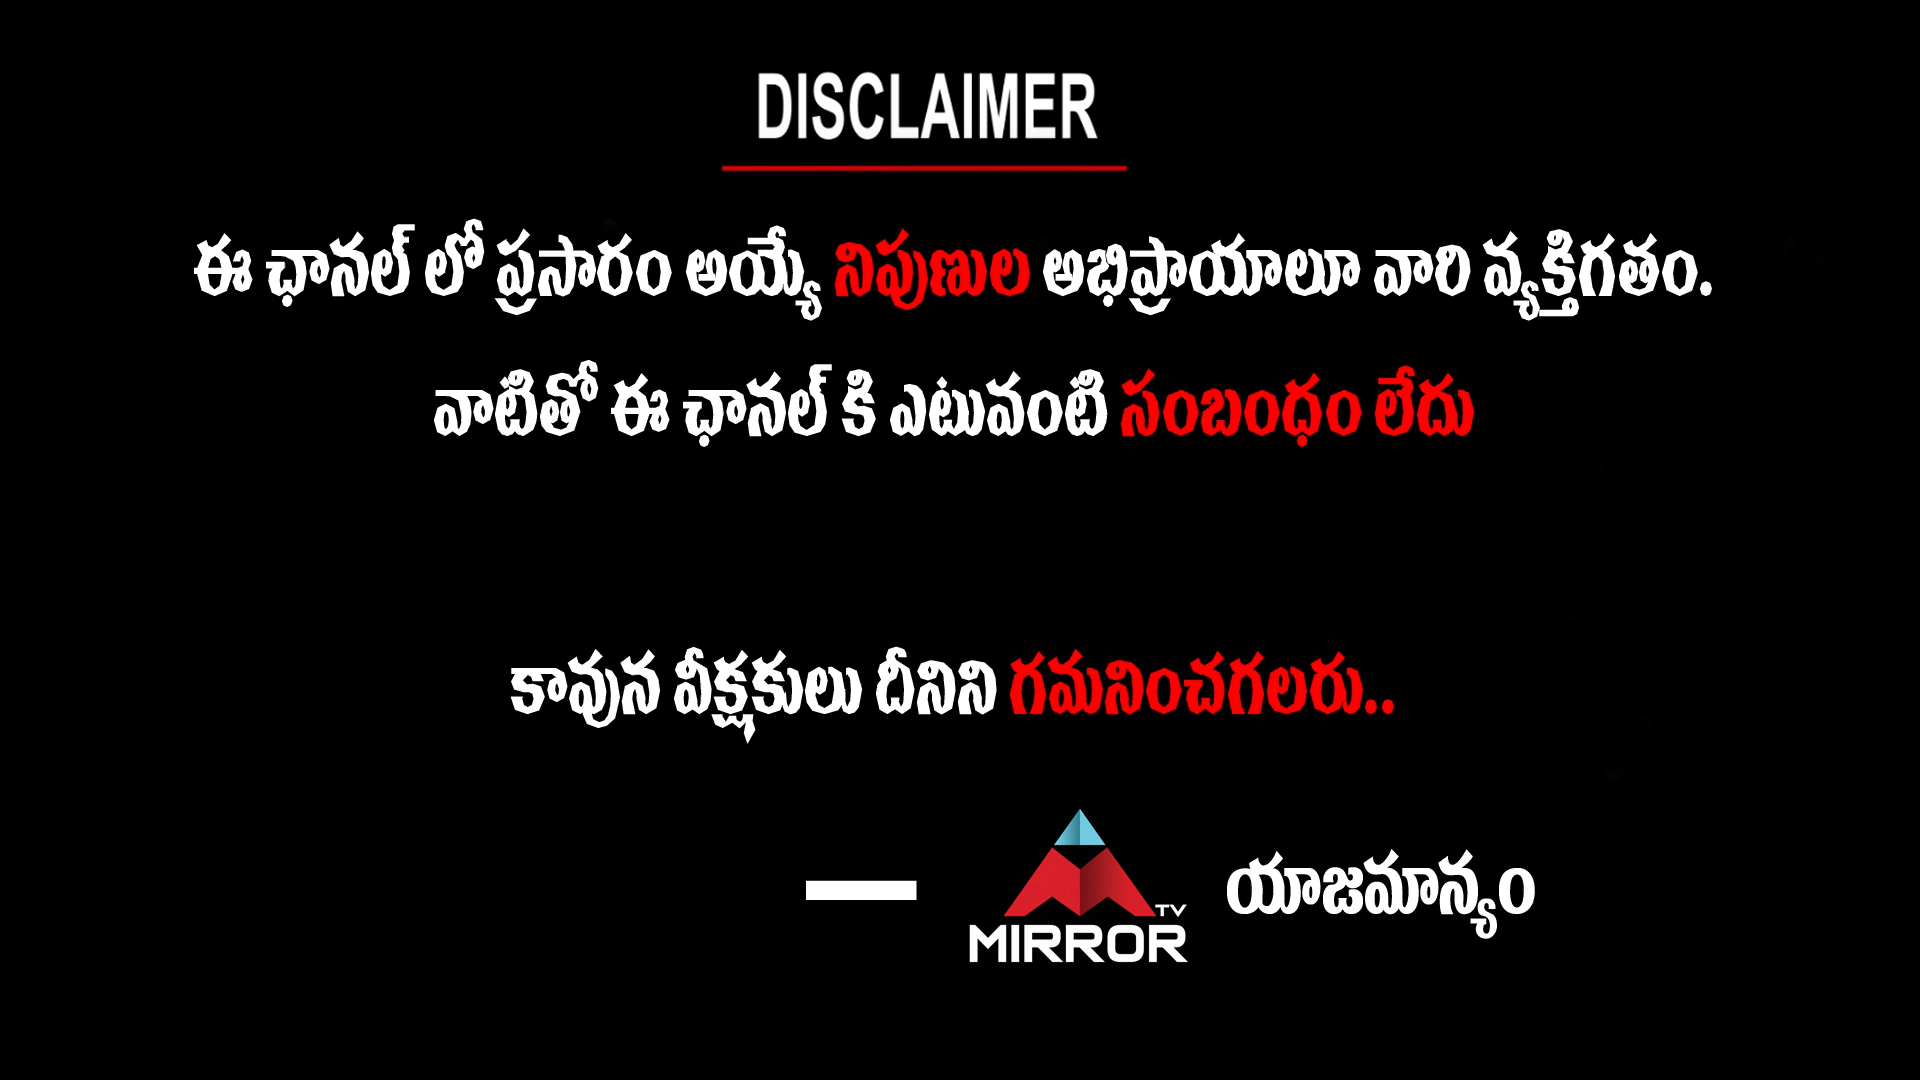 DISCLAIMER
ఈ ఛానల్ లో ప్రసారం అయ్యే నిపుణుల అభిప్రాయాలూ వారి వ్యక్తిగతం.
వాటితో ఈ ఛానల్ కి ఎటువంటి సంబంధం లేదు
కావున వీక్షకులు దీనిని గమనించగలరు..
— MIRROR TV యాజమాన్యం